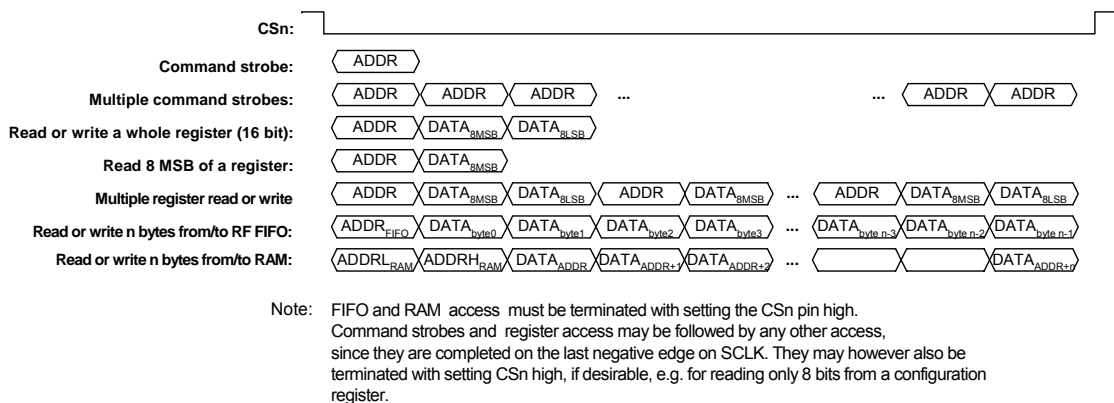 CSn:
Command strobe: ADDR
Multiple command strobes: ADDR ADDR ADDR ... ... ADDR ADDR
Read or write a whole register (16 bit): ADDR DATA8MSB DATA8LSB
Read 8 MSB of a register: ADDR DATA8MSB
Multiple register read or write ADDR DATA8MSB DATA8LSB ADDR DATA8MSB ... ADDR DATA8MSB DATA8LSB
Read or write n bytes from/to RF FIFO: ADDRFIFO DATAbyte0 DATAbyte1 DATAbyte2 DATAbyte3 ... DATAbyte n-3 DATAbyte n-2 DATAbyte n-1
Read or write n bytes from/to RAM: ADDRLRAM ADDRHRAM DATAADDR DATAADDR+1 DATAADDR+2 ... DATAADDR+n
Note: FIFO and RAM access must be terminated with setting the CSn pin high.
Command strobes and register access may be followed by any other access,
since they are completed on the last negative edge on SCLK. They may however also be
terminated with setting CSn high, if desirable, e.g. for reading only 8 bits from a configuration
register.